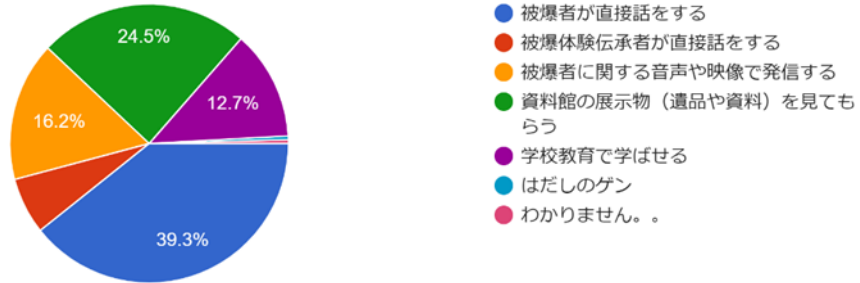 24.5%
12.7%
16.2%
39.3%
被爆者が直接話をする
被爆体験伝承者が直接話をする
被爆者に関する音声や映像で発信する
資料館の展示物（遺品や資料）を見ても
らう
学校教育で学ばせる
はだしのゲン
わかりません。。